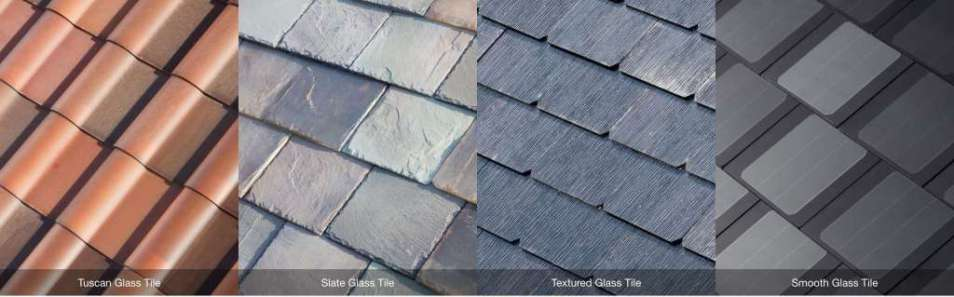 Tuscan Glass Tile
Slate Glass Tile
Textured Glass Tile
Smooth Glass Tile